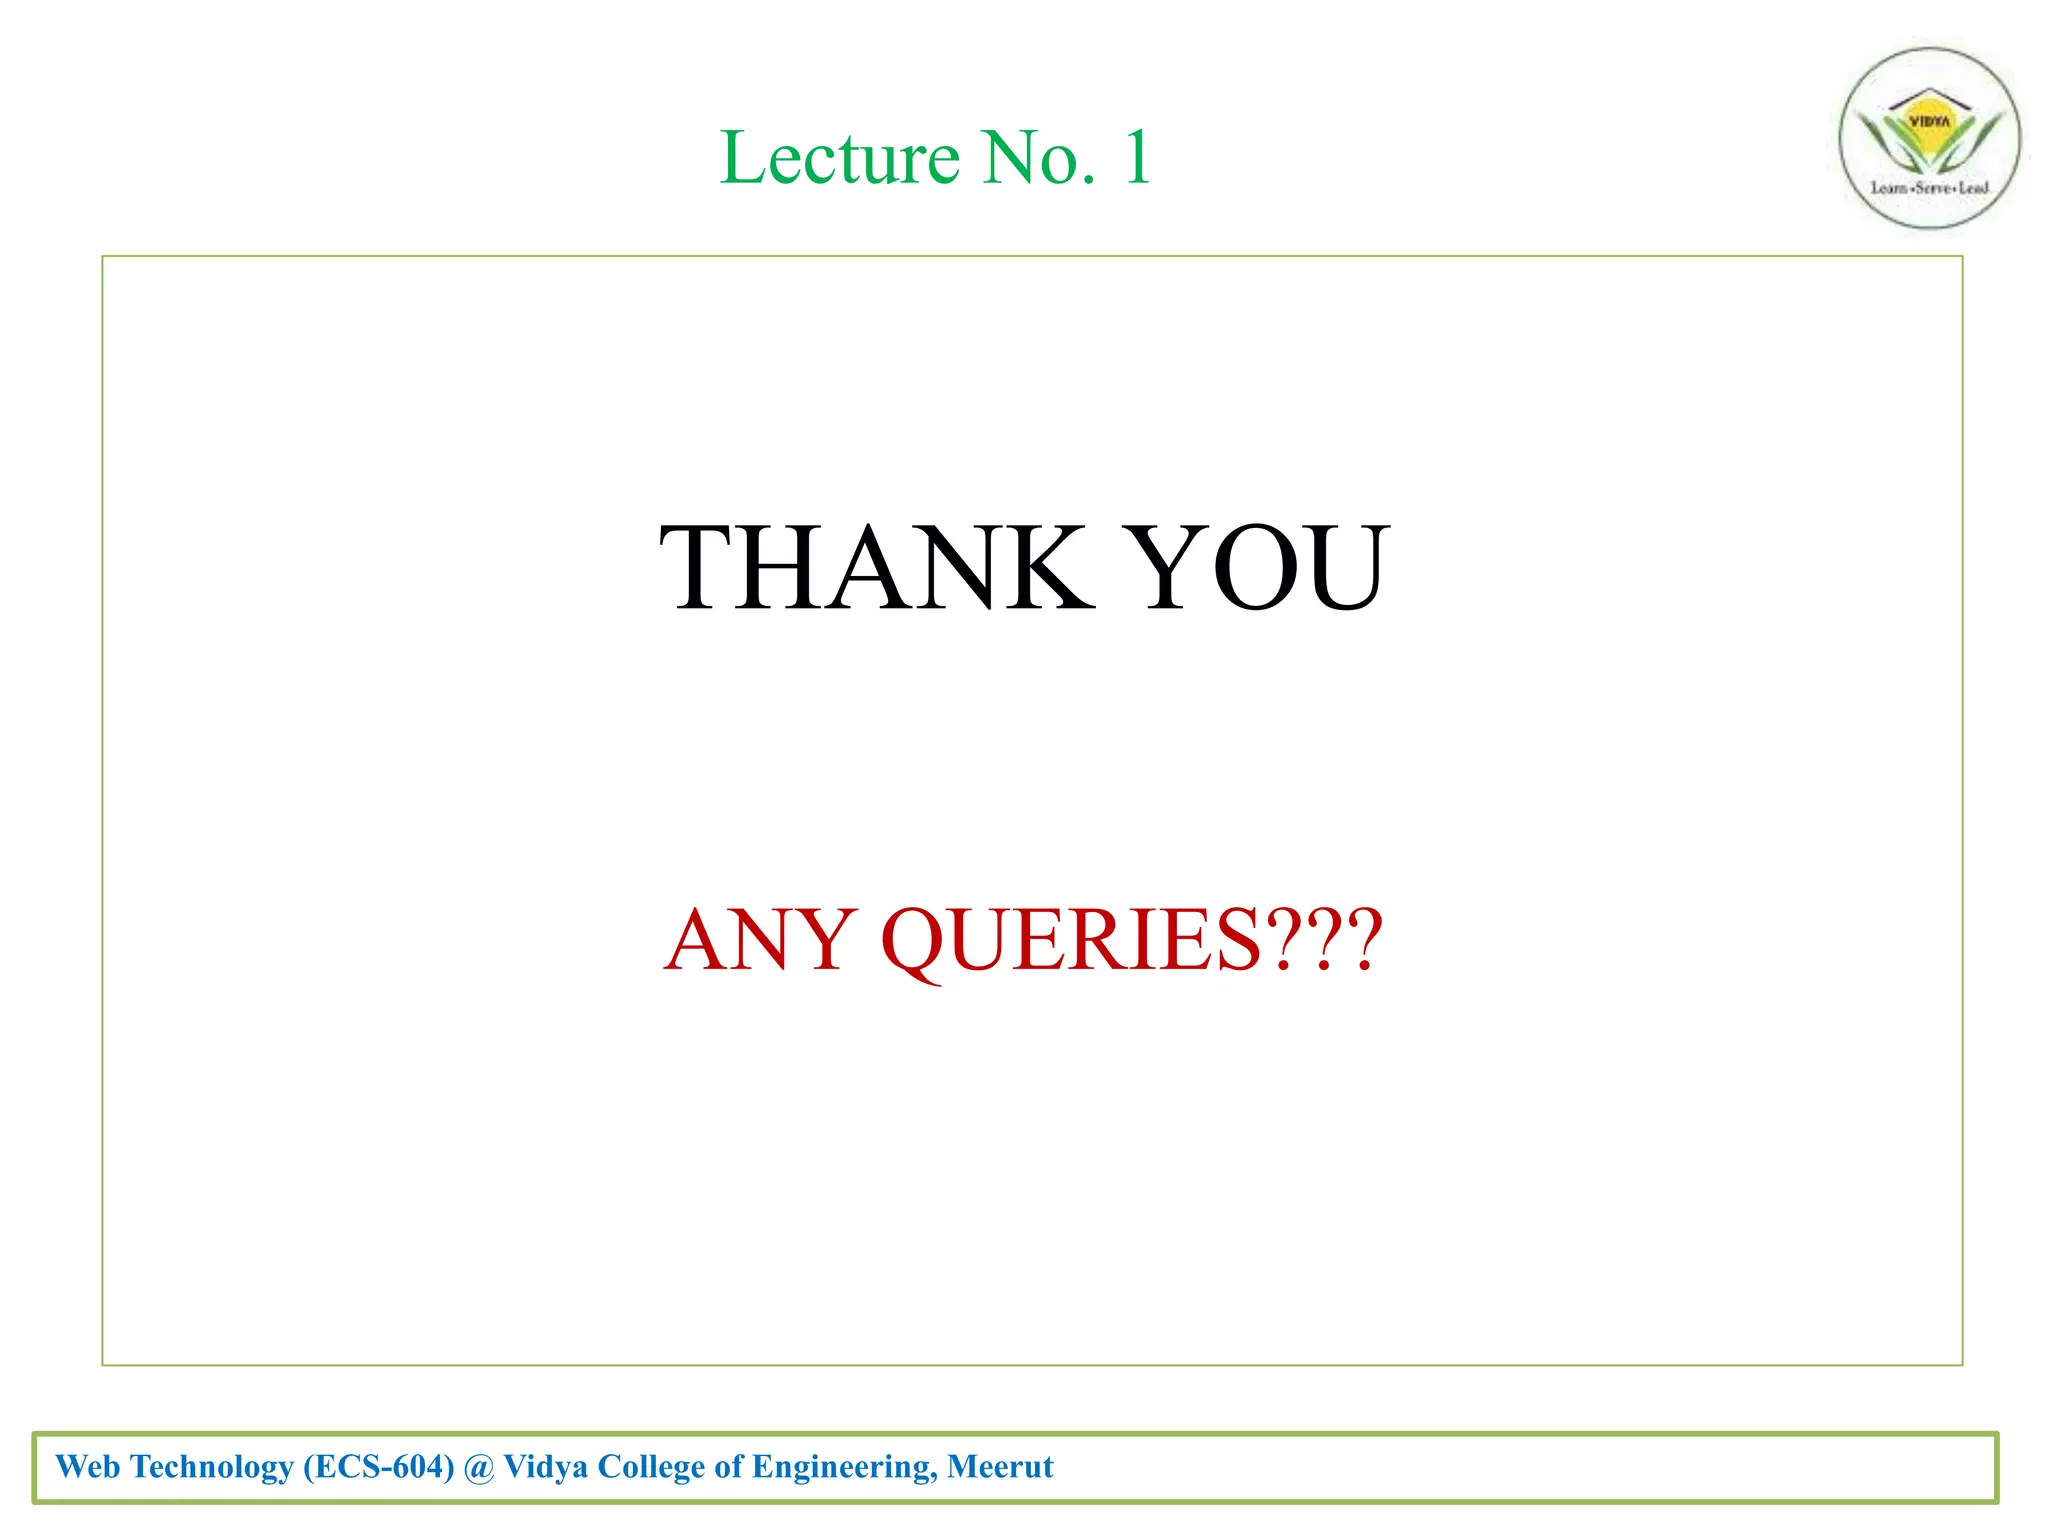 Lecture No. 1
VIDYA
Learn•Serve•Lead
THANK YOU
ANY QUERIES???
Web Technology (ECS-604) @ Vidya College of Engineering, Meerut